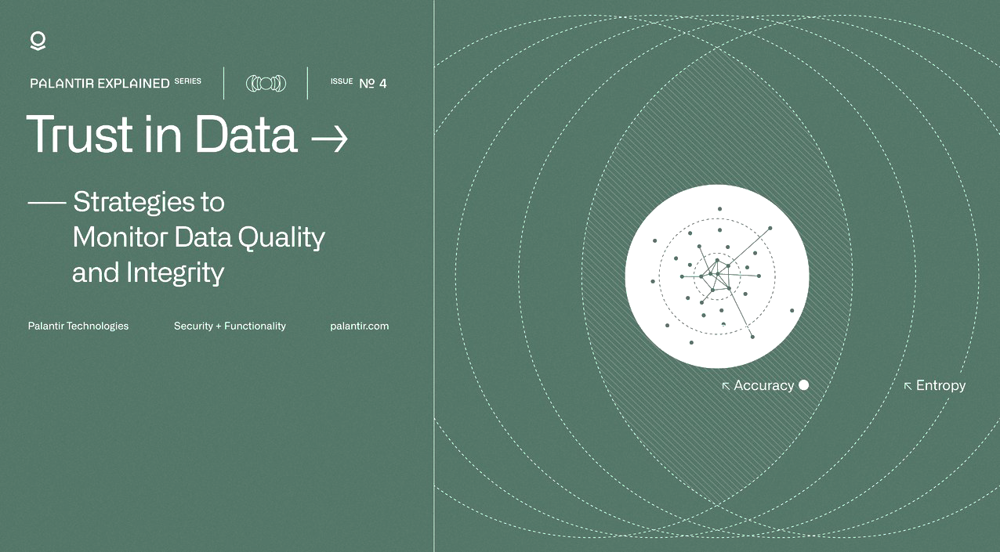 PALANTIR EXPLAINED SERIES
ISSUE Nº 4
Trust in Data →
— Strategies to
Monitor Data Quality
and Integrity
Palantir Technologies
Security + Functionality
palantir.com
Accuracy
Entropy